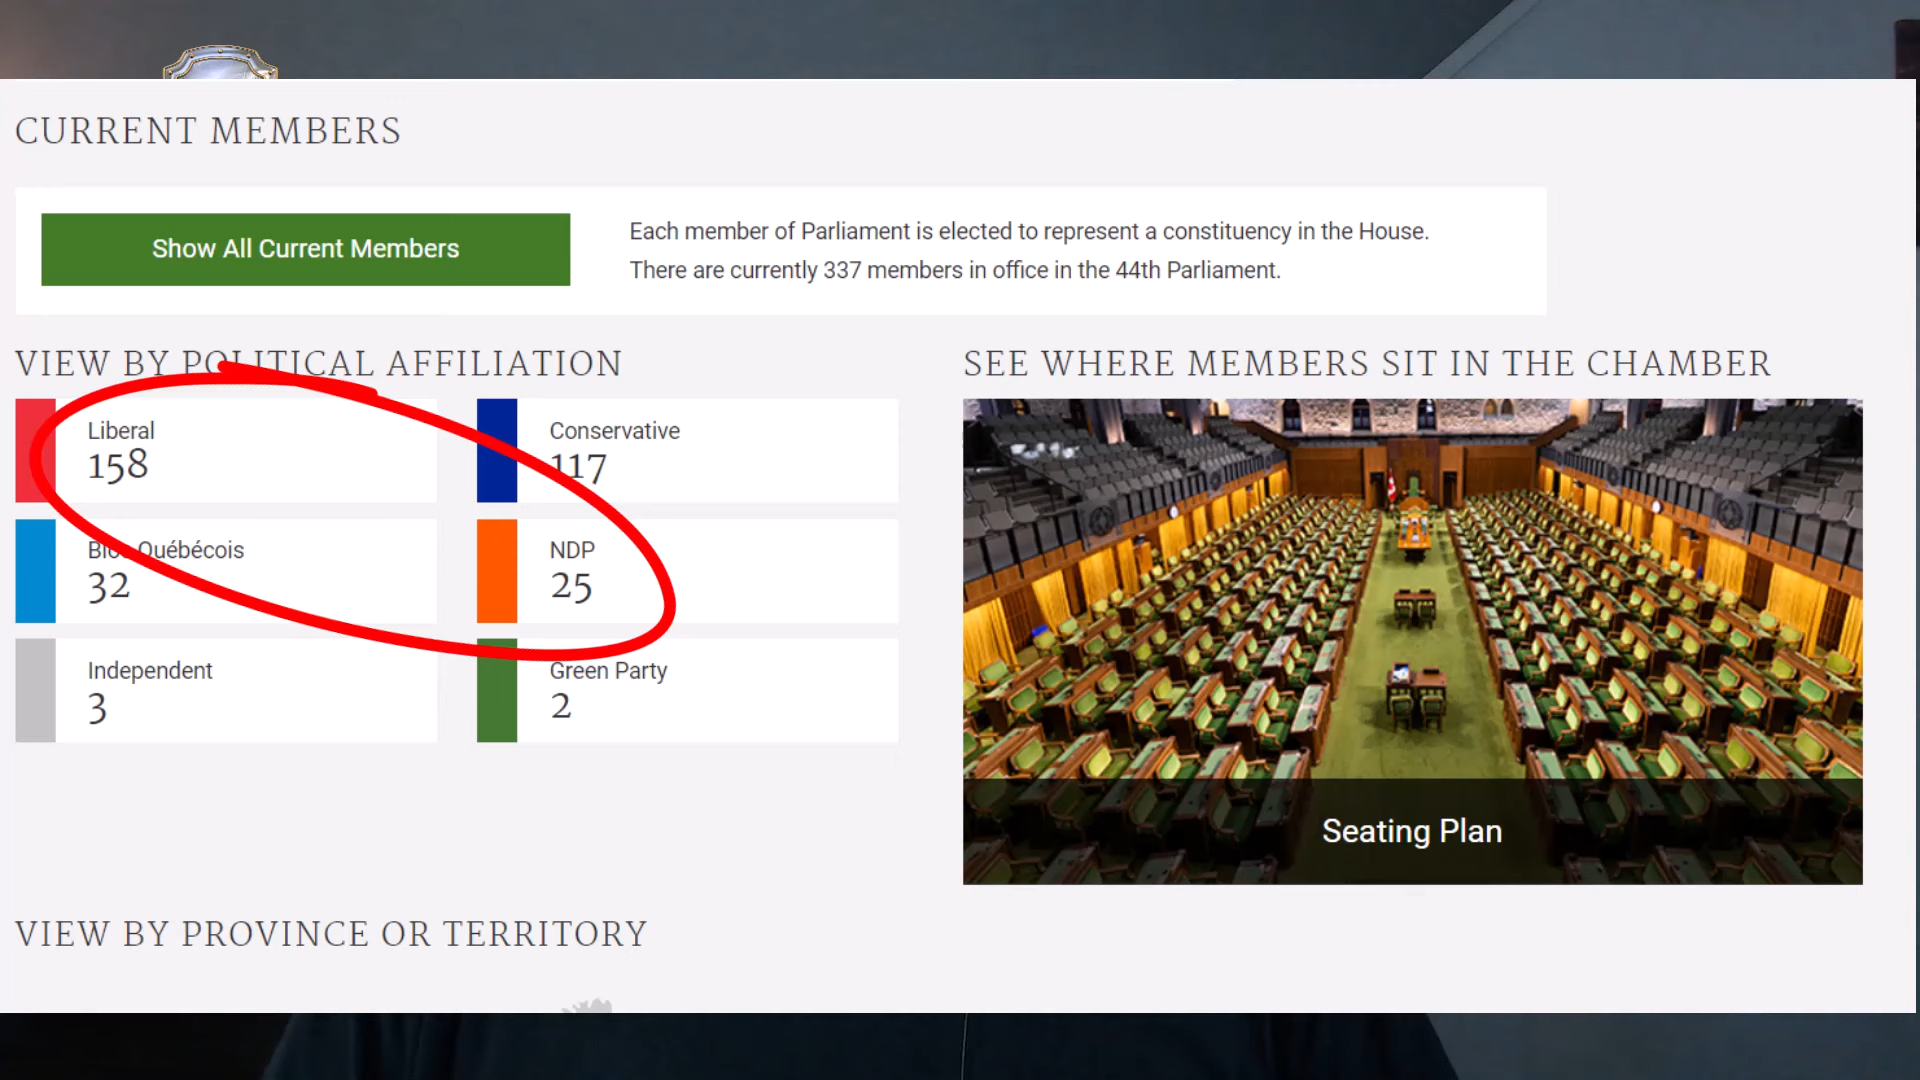 CURRENT MEMBERS
Show All Current Members
Each member of Parliament is elected to represent a constituency in the House.
There are currently 337 members in office in the 44th Parliament.
VIEW BY POLITICAL AFFILIATION
Liberal
158
Conservative
117
Bloc Québécois
32
NDP
25
Independent
3
Green Party
2
SEE WHERE MEMBERS SIT IN THE CHAMBER
Seating Plan
VIEW BY PROVINCE OR TERRITORY